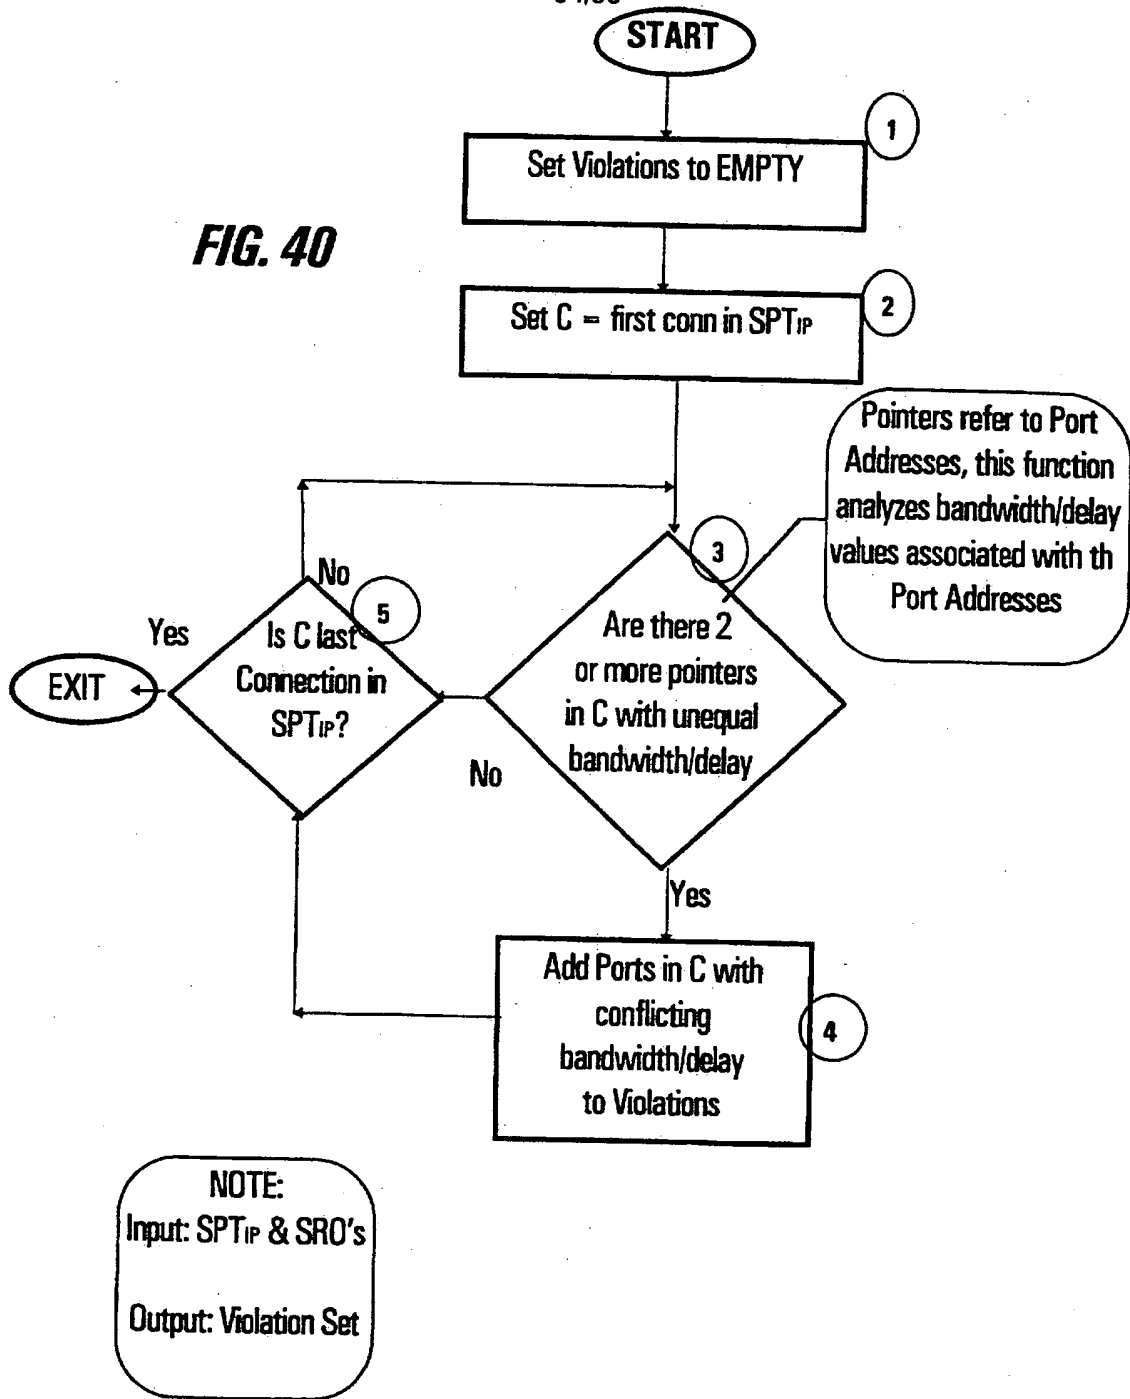 START
1
Set Violations to EMPTY
FIG. 40
2
Set C = first conn in SPTIP
Pointers refer to Port
Addresses, this function
analyzes bandwidth/delay
values associated with th
Port Addresses
3
Are there 2
or more pointers
in C with unequal
bandwidth/delay
No
5
Yes
Is C last
Connection in
SPTIP?
EXIT
No
Yes
Add Ports in C with
conflicting
bandwidth/delay
to Violations
4
NOTE:
Input: SPTIP & SRO's
Output: Violation Set